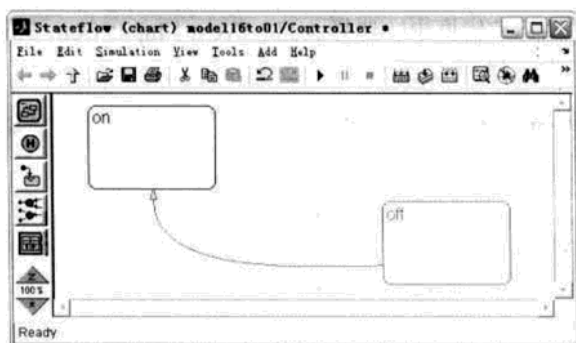 Stateflow (chart) model16to01/Controller *
File Edit Simulation View Tools Add Help
on
off
100%
Ready